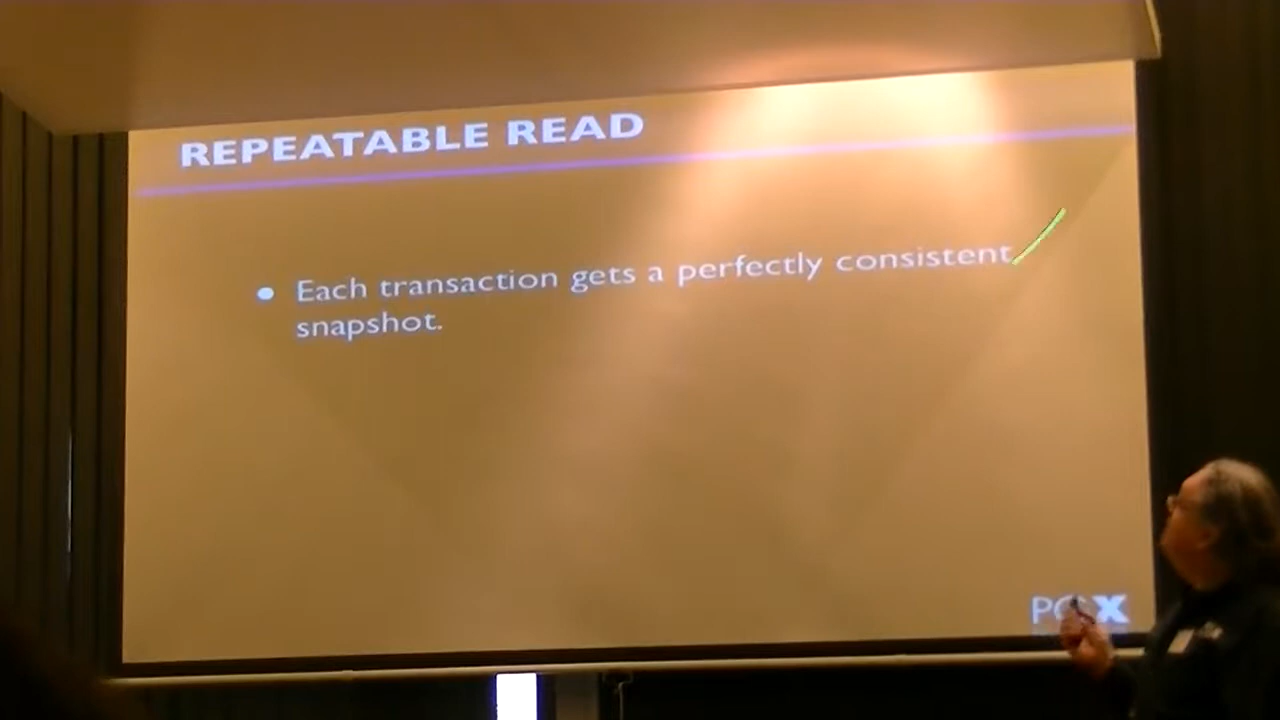 REPEATABLE READ
• Each transaction gets a perfectly consistent
snapshot.